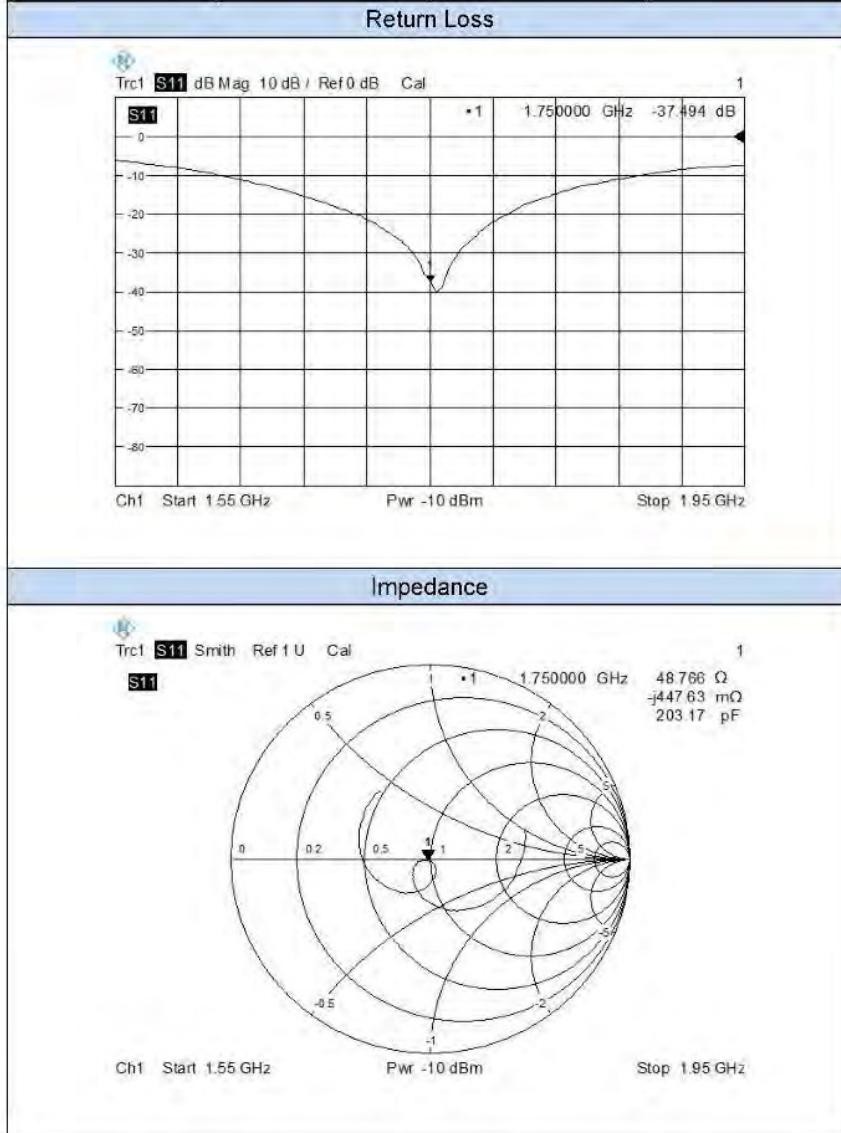 Return Loss
Trc1 S11 dB Mag 10 dB / Ref 0 dB Cal 1
S11 •1 1.750000 GHz -37.494 dB
0
-10
-20
-30
1
-40
-50
-60
-70
-80
Ch1 Start 1.55 GHz Pwr -10 dBm Stop 1.95 GHz
Impedance
Trc1 S11 Smith Ref 1 U Cal 1
S11 1 •1 1.750000 GHz 48.766 Ω
-j447.63 mΩ
0.5 2 203.17 pF
5
1
0 0.2 0.5 1 2 5
-5
-0.5 -2
-1
Ch1 Start 1.55 GHz Pwr -10 dBm Stop 1.95 GHz